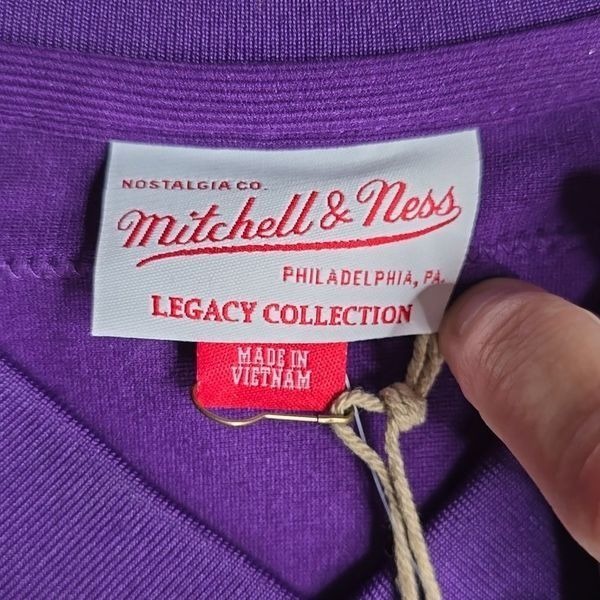 NOSTALGIA CO.
Mitchell & Ness
PHILADELPHIA, PA.
LEGACY COLLECTION
MADE IN
VIETNAM